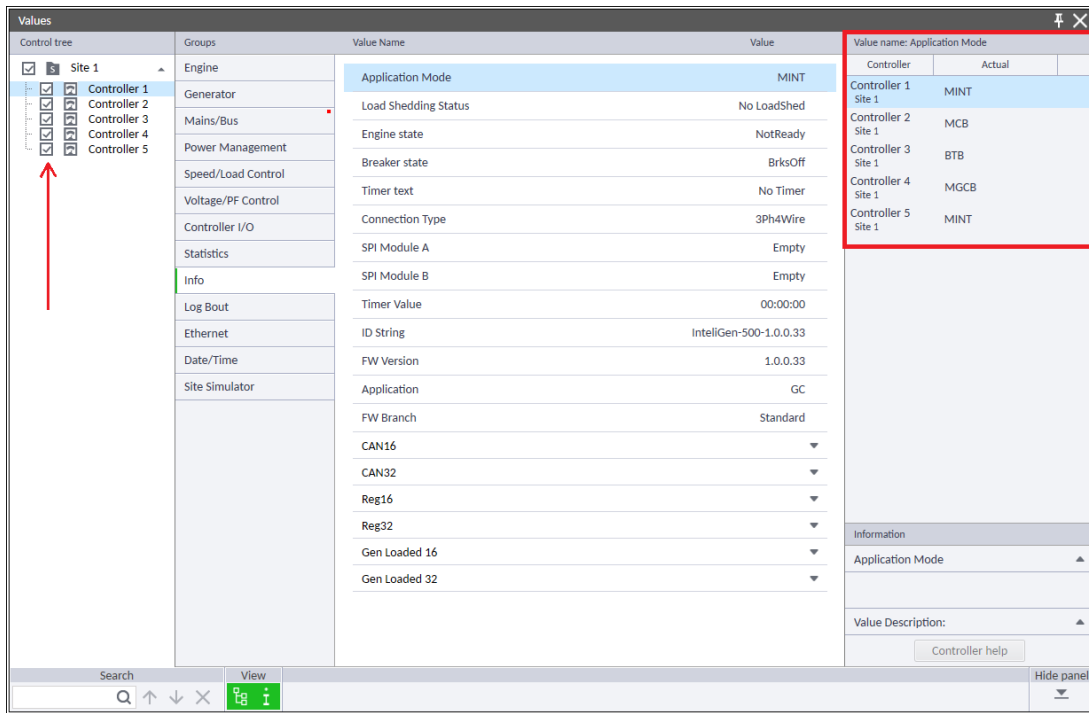 Values
Control tree
Groups
Value Name Value
Value name: Application Mode
Site 1
Controller 1
Controller 2
Controller 3
Controller 4
Controller 5
Engine
Generator
Mains/Bus
Power Management
Speed/Load Control
Voltage/PF Control
Controller I/O
Statistics
Info
Log Bout
Ethernet
Date/Time
Site Simulator
Application Mode MINT
Load Shedding Status No LoadShed
Engine state NotReady
Breaker state BrksOff
Timer text No Timer
Connection Type 3Ph4Wire
SPI Module A Empty
SPI Module B Empty
Timer Value 00:00:00
ID String InteliGen-500-1.0.0.33
FW Version 1.0.0.33
Application GC
FW Branch Standard
CAN16
CAN32
Reg16
Reg32
Gen Loaded 16
Gen Loaded 32
Controller Actual
Controller 1 MINT
Site 1
Controller 2 MCB
Site 1
Controller 3 BTB
Site 1
Controller 4 MGCB
Site 1
Controller 5 MINT
Site 1
Information
Application Mode
Value Description:
Controller help
Search View Hide panel